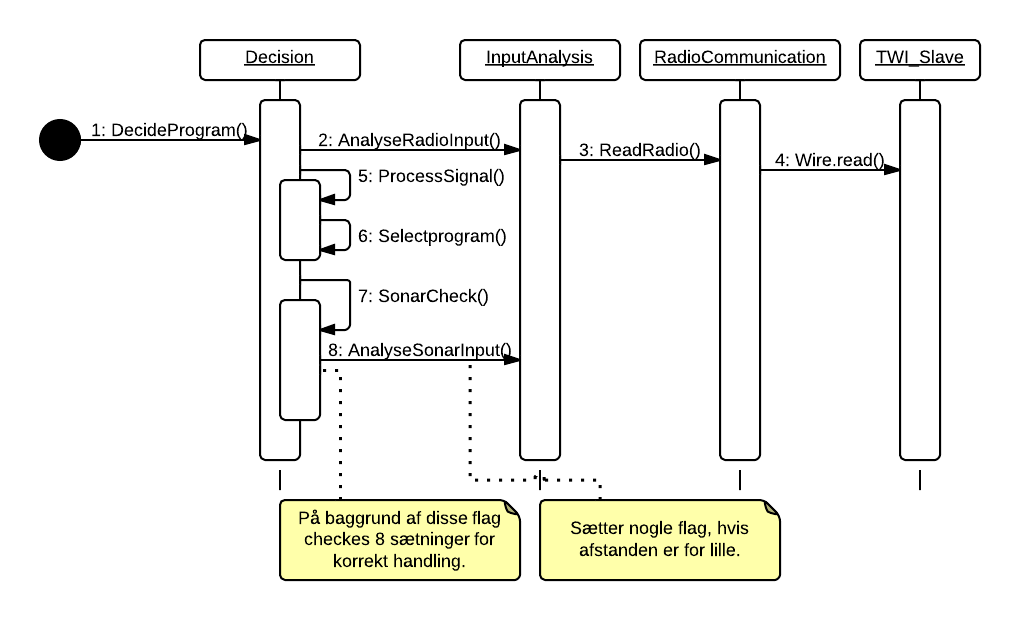 Decision
InputAnalysis
RadioCommunication
TWI_Slave
1: DecideProgram()
2: AnalyseRadioInput()
3: ReadRadio()
4: Wire.read()
5: ProcessSignal()
6: Selectprogram()
7: SonarCheck()
8: AnalyseSonarInput()
På baggrund af disse flag
checkes 8 sætninger for
korrekt handling.
Sætter nogle flag, hvis
afstanden er for lille.